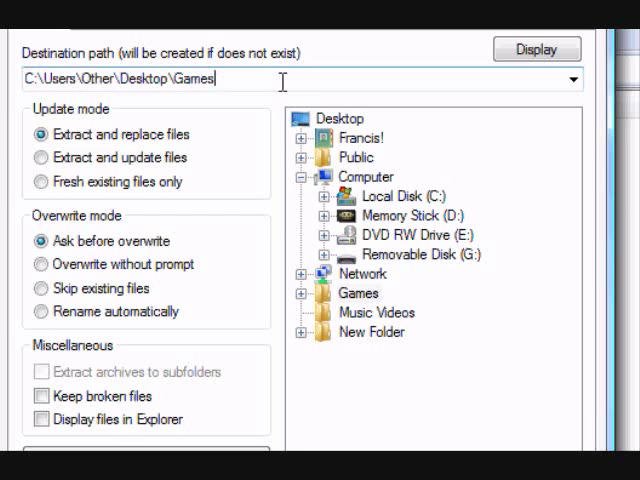 Destination path (will be created if does not exist)
Display
C:\Users\Other\Desktop\Games
Update mode
Extract and replace files
Extract and update files
Fresh existing files only
Overwrite mode
Ask before overwrite
Overwrite without prompt
Skip existing files
Rename automatically
Miscellaneous
Extract archives to subfolders
Keep broken files
Display files in Explorer
Desktop
Francis!
Public
Computer
Local Disk (C:)
Memory Stick (D:)
DVD RW Drive (E:)
Removable Disk (G:)
Network
Games
Music Videos
New Folder